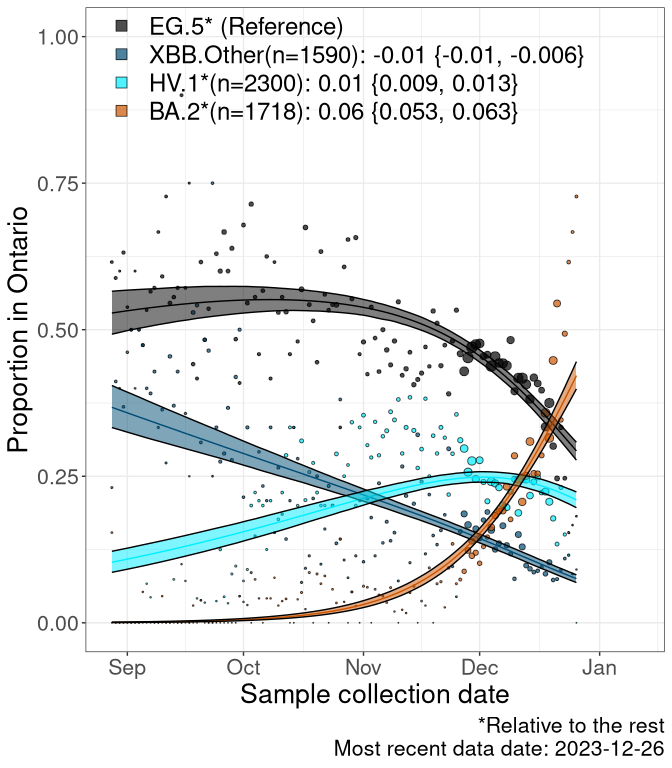 EG.5* (Reference)
XBB.Other(n=1590): -0.01 {-0.01, -0.006}
HV.1*(n=2300): 0.01 {0.009, 0.013}
BA.2*(n=1718): 0.06 {0.053, 0.063}
1.00
0.75
0.50
0.25
0.00
Proportion in Ontario
Sep Oct Nov Dec Jan
Sample collection date
*Relative to the rest
Most recent data date: 2023-12-26